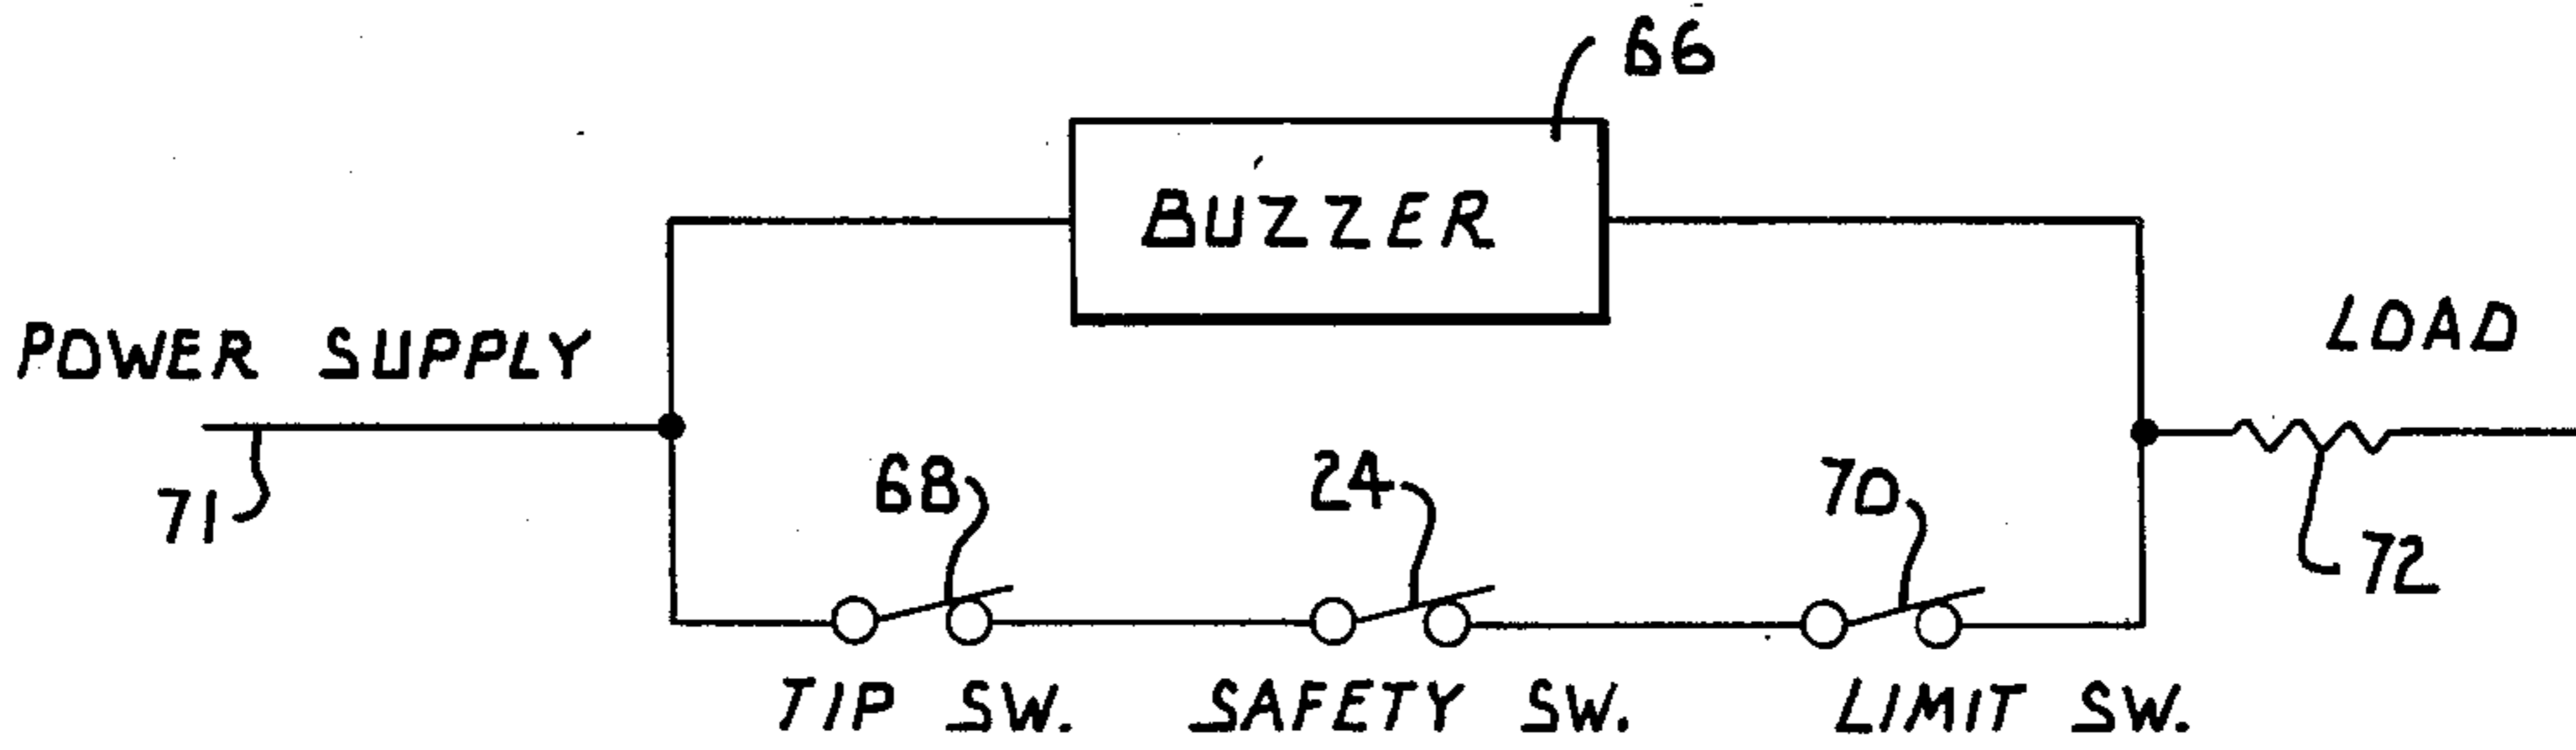 66
BUZZER
POWER SUPPLY
LOAD
71
68
24
70
72
TIP SW.
SAFETY SW.
LIMIT SW.